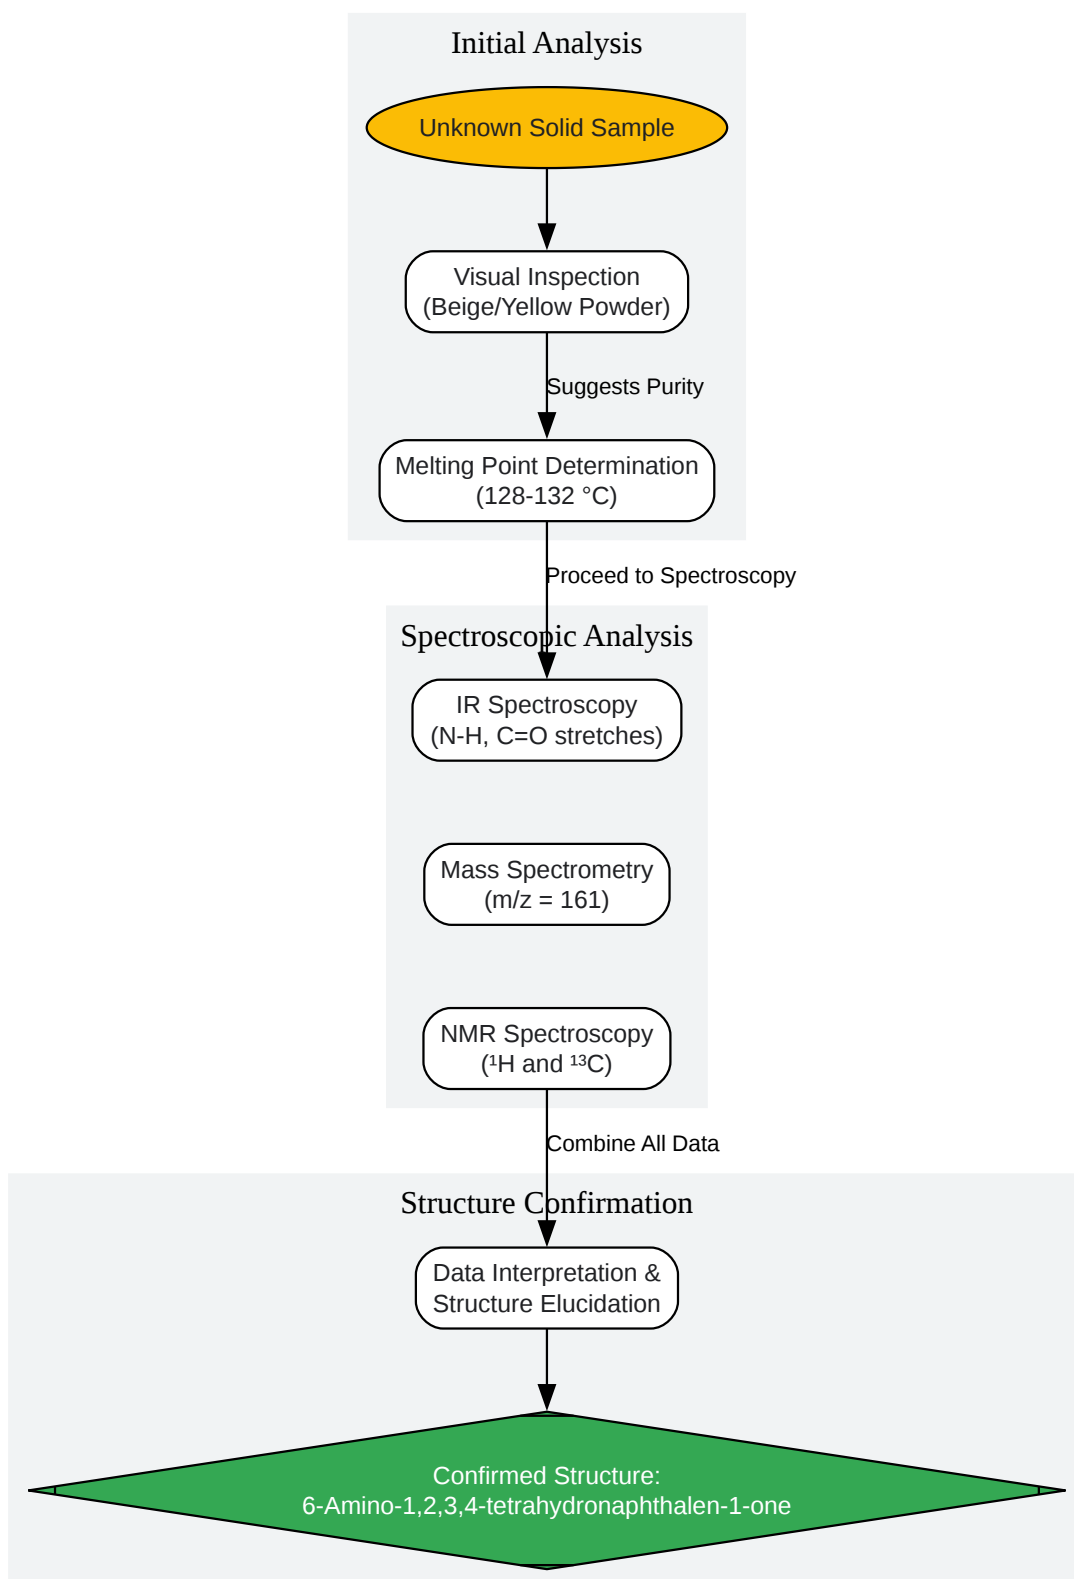 Initial Analysis
Unknown Solid Sample
Visual Inspection
(Beige/Yellow Powder)
Suggests Purity
Melting Point Determination
(128-132 °C)
Proceed to Spectroscopy
Spectroscopic Analysis
IR Spectroscopy
(N-H, C=O stretches)
Mass Spectrometry
(m/z = 161)
NMR Spectroscopy
(¹H and ¹³C)
Combine All Data
Structure Confirmation
Data Interpretation &
Structure Elucidation
Confirmed Structure:
6-Amino-1,2,3,4-tetrahydronaphthalen-1-one